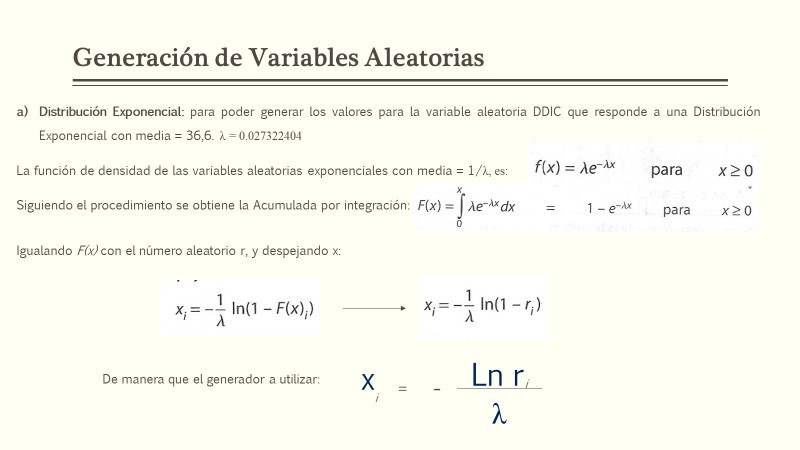 Generación de Variables Aleatorias
a) Distribución Exponencial: para poder generar los valores para la variable aleatoria DDIC que responde a una Distribución
Exponencial con media = 36,6. λ = 0.027322404
La función de densidad de las variables aleatorias exponenciales con media = 1/λ, es: f(x) = λe^{−λx} para x ≥ 0
Siguiendo el procedimiento se obtiene la Acumulada por integración: F(x) = ∫_0^x λe^{−λx} dx = 1 − e^{−λx} para x ≥ 0
Igualando F(x) con el número aleatorio r, y despejando x:
x_i = −1/λ ln(1 − F(x)_i) → x_i = −1/λ ln(1 − r_i)
De manera que el generador a utilizar: X_i = - Ln r_i / λ